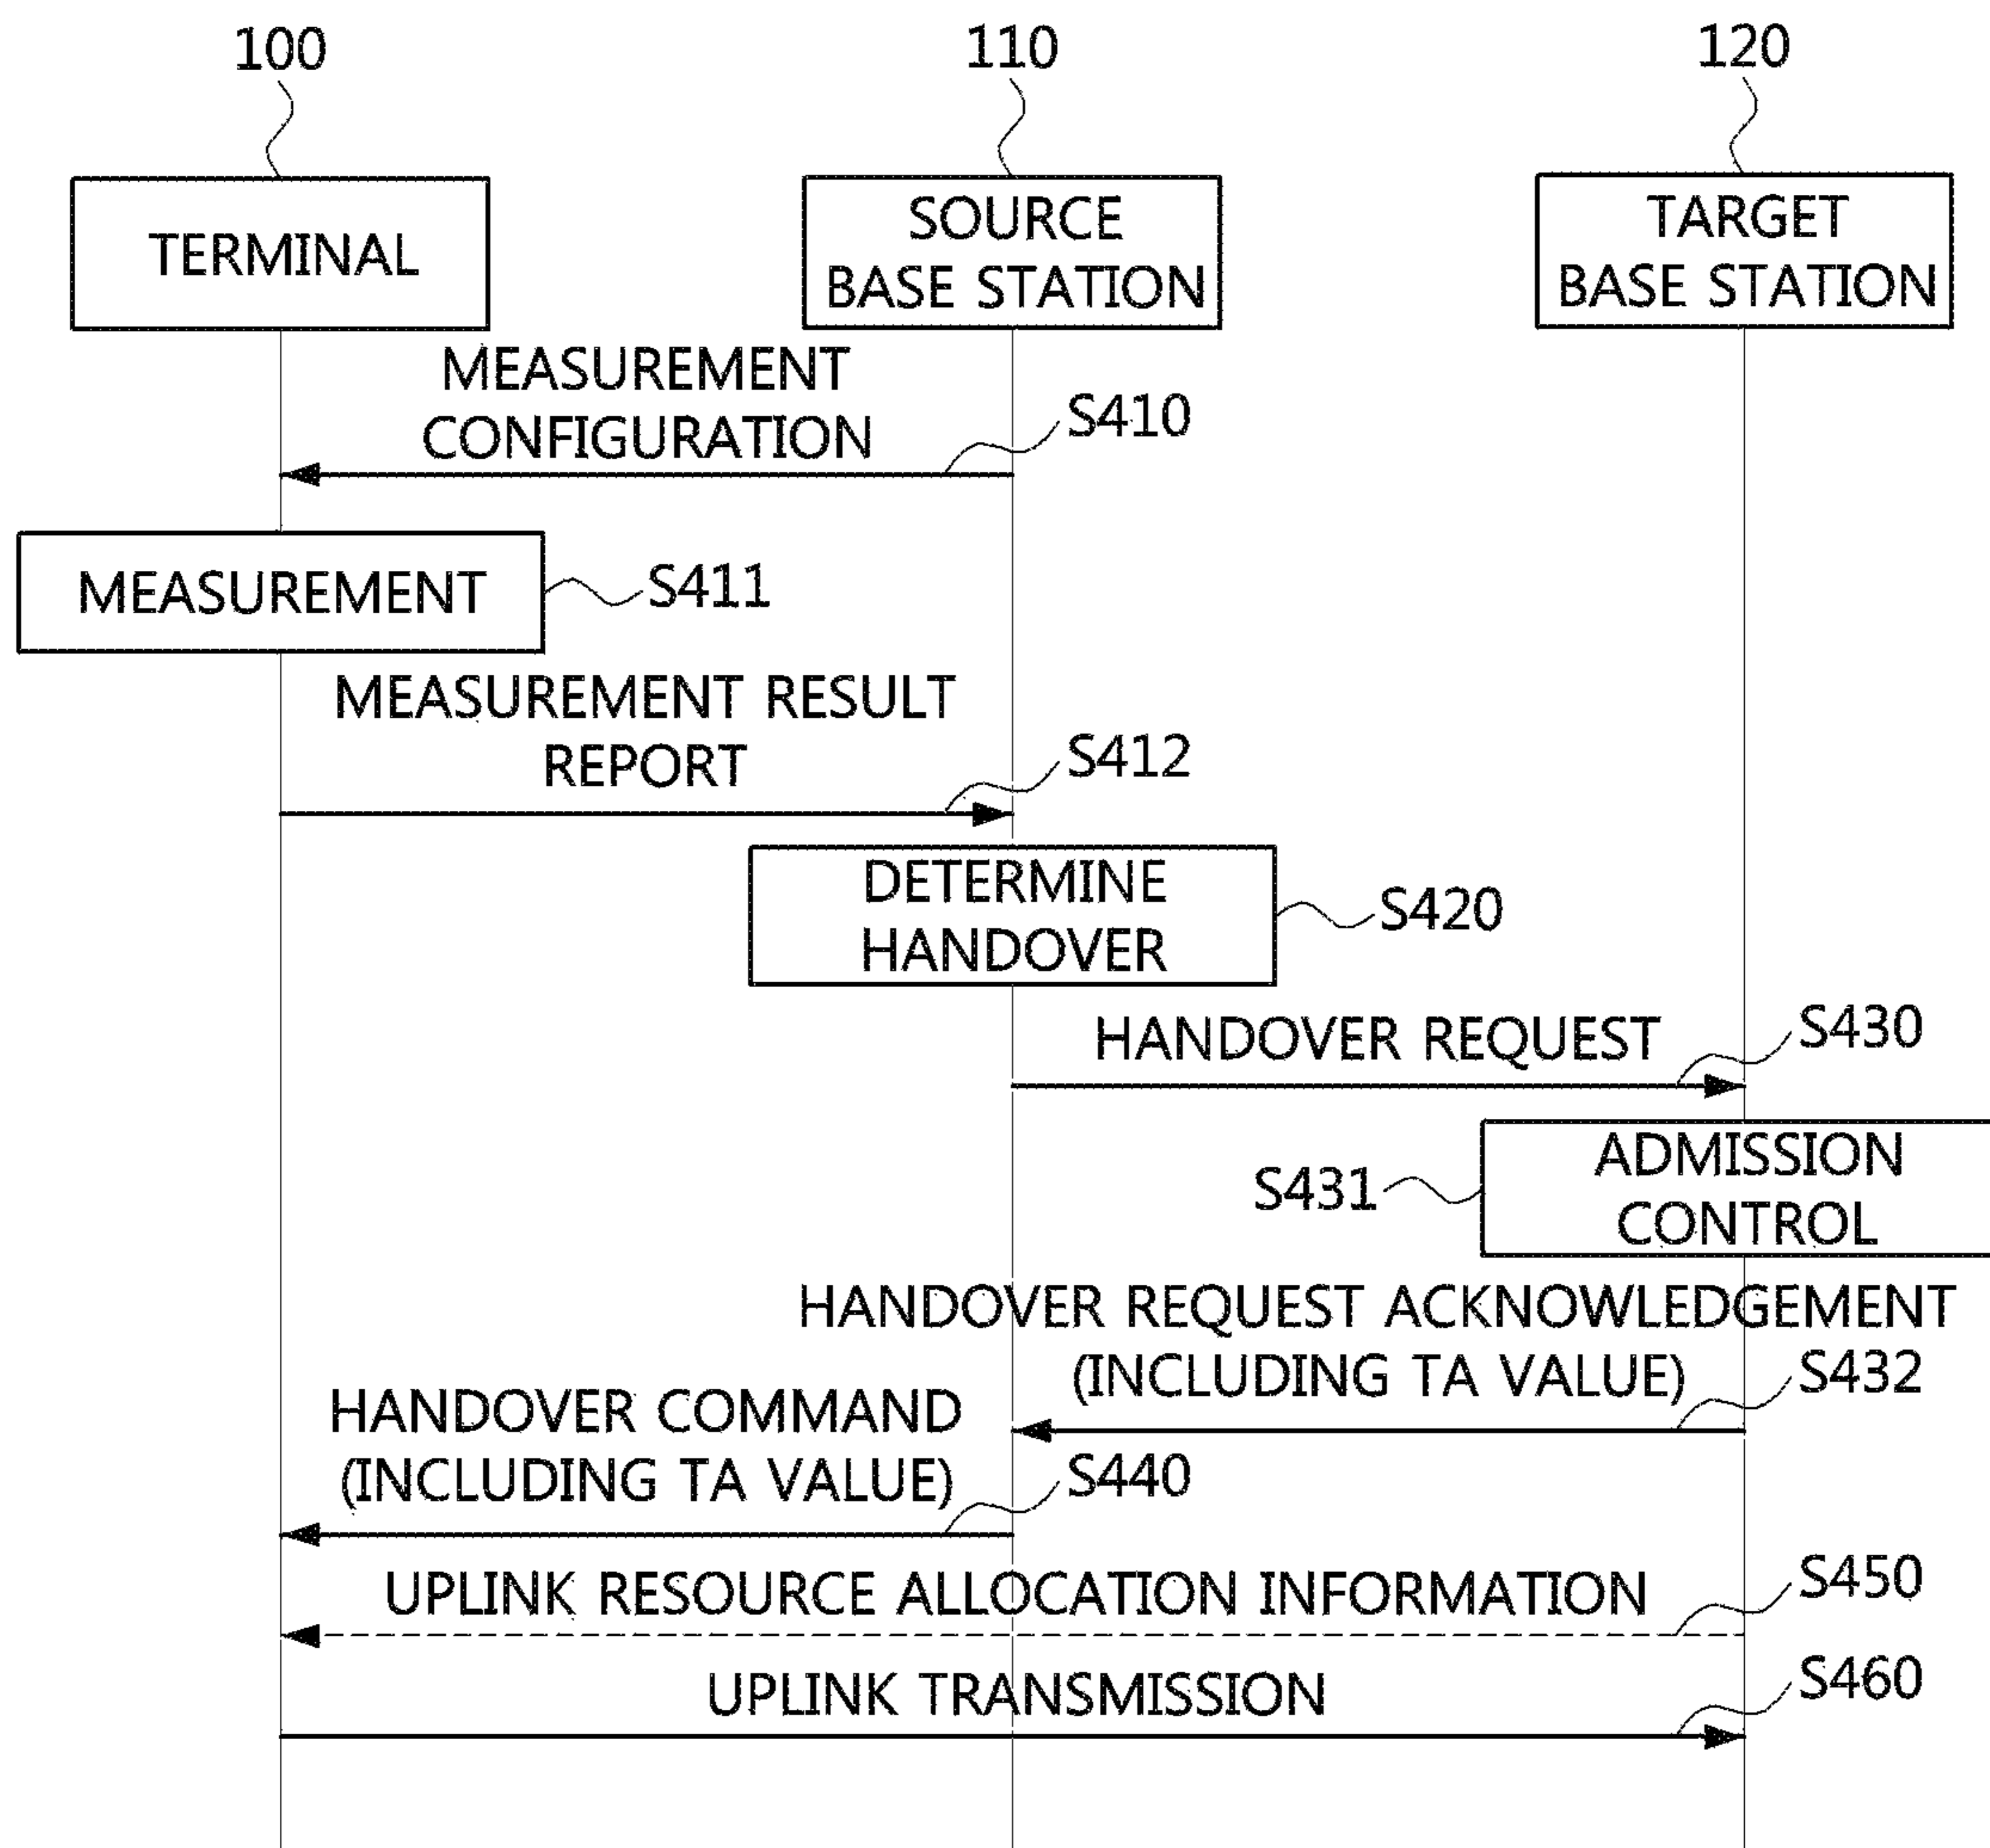 100
110
120
TERMINAL
SOURCE
BASE STATION
TARGET
BASE STATION
MEASUREMENT
CONFIGURATION
S410
MEASUREMENT
S411
MEASUREMENT RESULT
REPORT
S412
DETERMINE
HANDOVER
S420
HANDOVER REQUEST
S430
ADMISSION
CONTROL
S431
HANDOVER REQUEST ACKNOWLEDGEMENT
(INCLUDING TA VALUE)
S432
HANDOVER COMMAND
(INCLUDING TA VALUE)
S440
UPLINK RESOURCE ALLOCATION INFORMATION
S450
UPLINK TRANSMISSION
S460